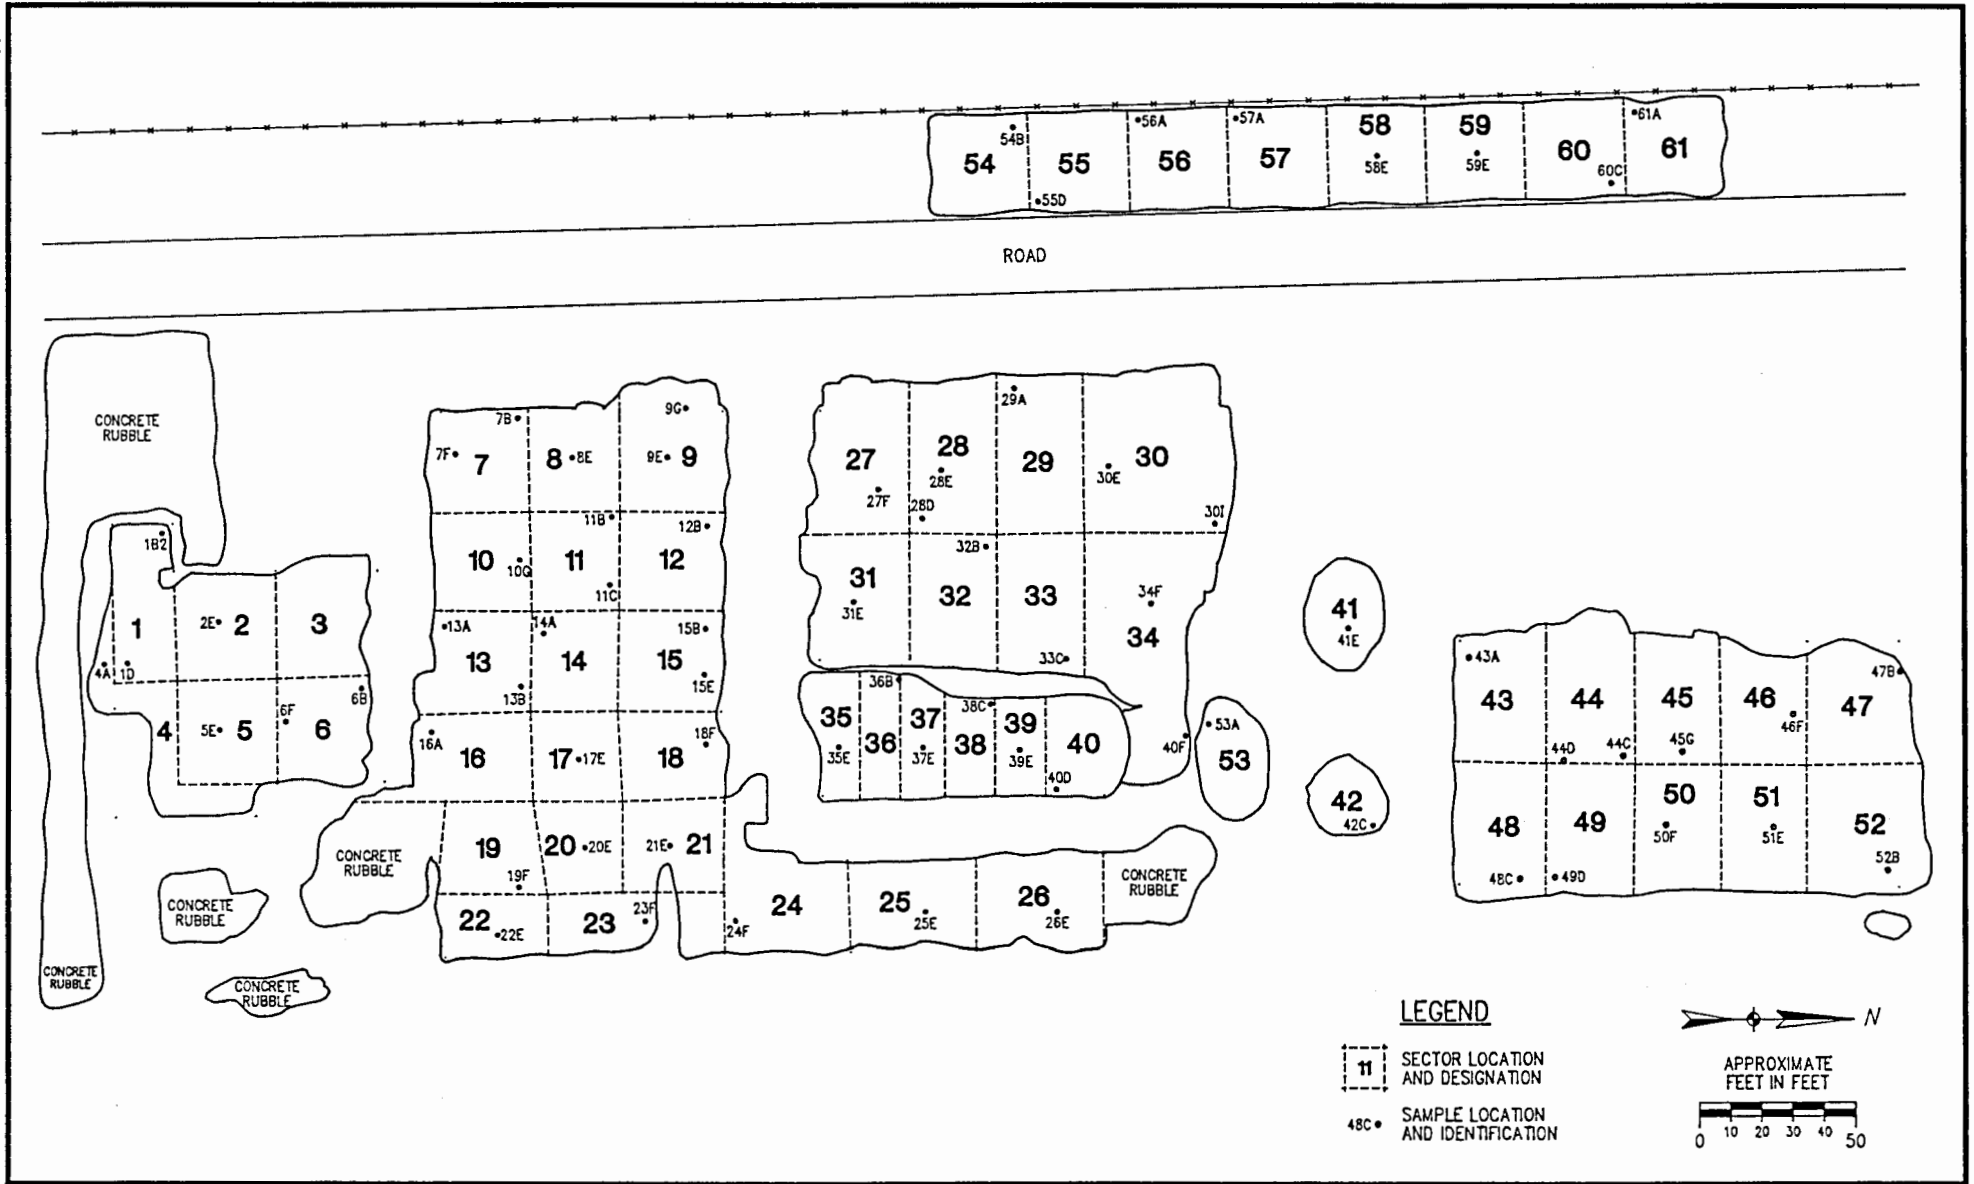 54
54B
55
55D
56A
56
57A
57
58
58E
59
59E
60
60C
61A
61
ROAD
CONCRETE
RUBBLE
1B2
1
4A
1D
2E
2
3
4
5E
5
6F
6B
6
7B
7F
7
8
8E
9G
9E
9
10
10G
11B
11
11C
12B
12
13A
13
13B
14A
14
15B
15
15E
16A
16
17
17E
18F
18
19
19F
20
20E
21E
21
22
22E
23
23F
24
24F
25
25E
26
26E
CONCRETE
RUBBLE
CONCRETE
RUBBLE
CONCRETE
RUBBLE
CONCRETE
RUBBLE
CONCRETE
RUBBLE
27
27F
28
28E
28D
29A
29
30
30E
30I
31
31E
32B
32
33
33C
34F
34
35
35E
36B
36
37
37E
38C
38
39
39E
40
40D
40F
41
41E
42
42C
53A
53
43A
43
44
44D
44C
45
45G
46
46F
47B
47
48
48C
49
49D
50
50F
51
51E
52
52B
LEGEND
11
SECTOR LOCATION
AND DESIGNATION
48C
SAMPLE LOCATION
AND IDENTIFICATION
N
APPROXIMATE
FEET IN FEET
0 10 20 30 40 50